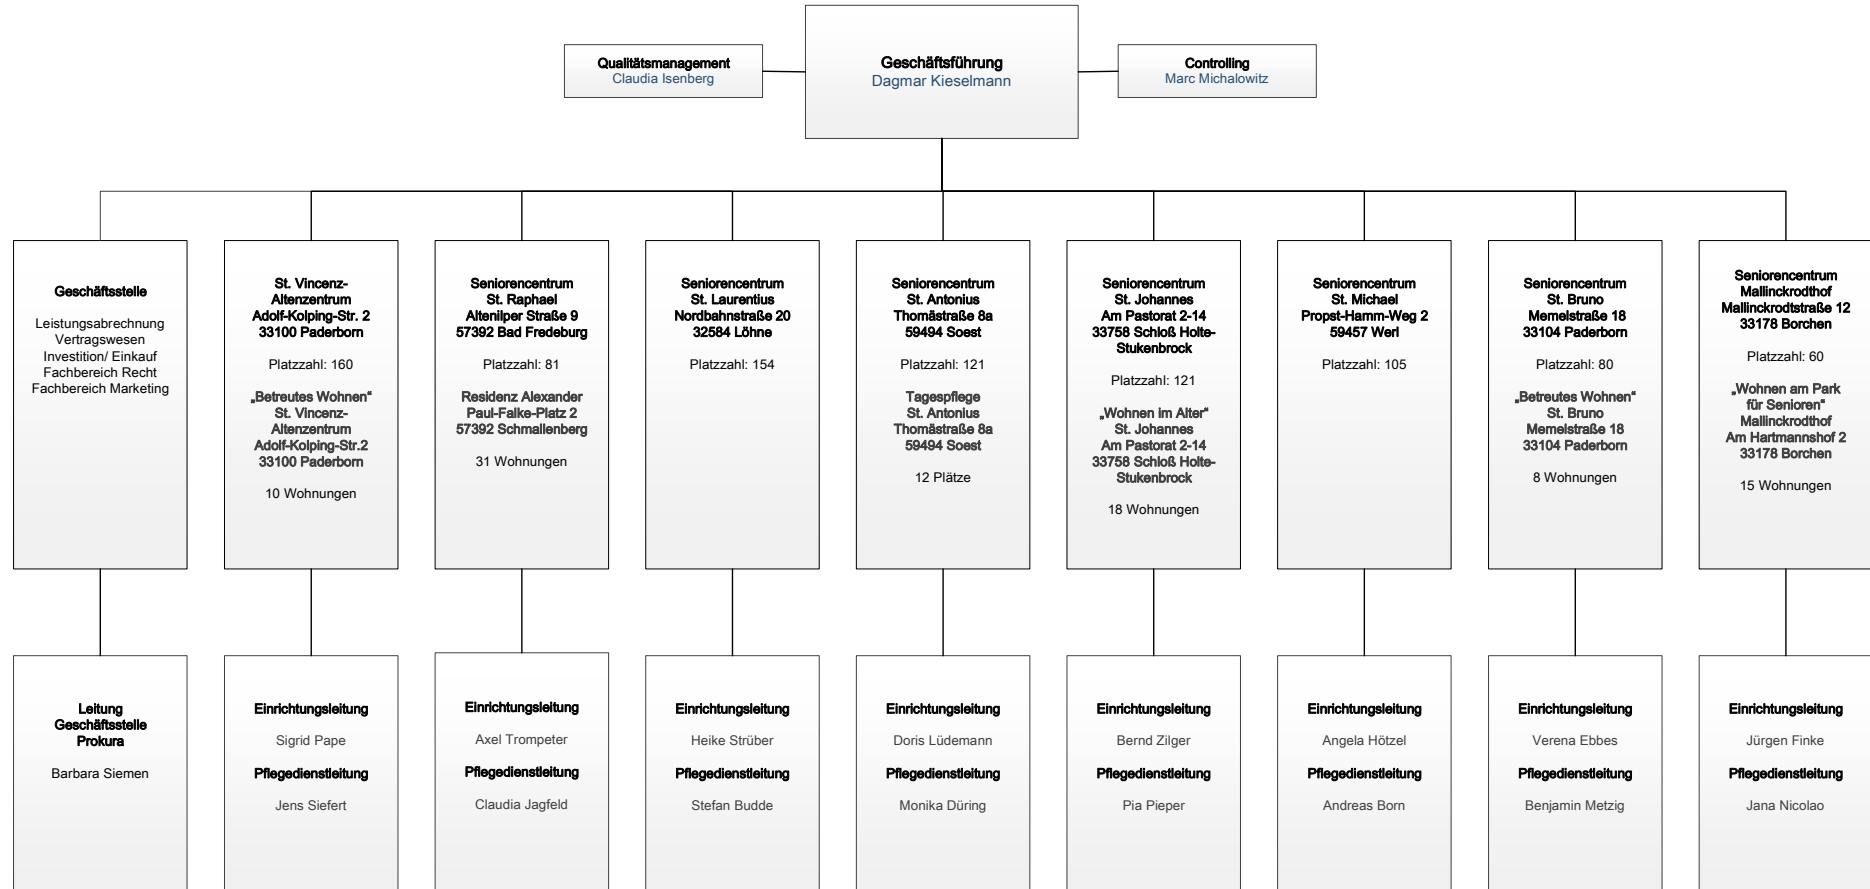 Qualitätsmanagement
Claudia Isenberg
Geschäftsführung
Dagmar Kieselmann
Controlling
Marc Michalowitz
Geschäftsstelle
Leistungsabrechnung
Vertragswesen
Investition/ Einkauf
Fachbereich Recht
Fachbereich Marketing
St. Vincenz-
Altenzentrum
Adolf-Kolping-Str. 2
33100 Paderborn
Platzzahl: 160
„Betreutes Wohnen“
St. Vincenz-
Altenzentrum
Adolf-Kolping-Str.2
33100 Paderborn
10 Wohnungen
Seniorencentrum
St. Raphael
Altenilper Straße 9
57392 Bad Fredeburg
Platzzahl: 81
Residenz Alexander
Paul-Falke-Platz 2
57392 Schmallenberg
31 Wohnungen
Seniorencentrum
St. Laurentius
Nordbahnstraße 20
32584 Löhne
Platzzahl: 154
Seniorencentrum
St. Antonius
Thomästraße 8a
59494 Soest
Platzzahl: 121
Tagespflege
St. Antonius
Thomästraße 8a
59494 Soest
12 Plätze
Seniorencentrum
St. Johannes
Am Pastorat 2-14
33758 Schloß Holte-
Stukenbrock
Platzzahl: 121
„Wohnen im Alter“
St. Johannes
Am Pastorat 2-14
33758 Schloß Holte-
Stukenbrock
18 Wohnungen
Seniorencentrum
St. Michael
Propst-Hamm-Weg 2
59457 Werl
Platzzahl: 105
Seniorencentrum
St. Bruno
Memelstraße 18
33104 Paderborn
Platzzahl: 80
„Betreutes Wohnen“
St. Bruno
Memelstraße 18
33104 Paderborn
8 Wohnungen
Seniorencentrum
Mallinckrodthof
Mallinckrodtstraße 12
33178 Borchen
Platzzahl: 60
„Wohnen am Park
für Senioren“
Mallinckrodthof
Am Hartmannshof 2
33178 Borchen
15 Wohnungen
Leitung
Geschäftsstelle
Prokura
Barbara Siemen
Einrichtungsleitung
Sigrid Pape
Pflegedienstleitung
Jens Siefert
Einrichtungsleitung
Axel Trompeter
Pflegedienstleitung
Claudia Jagfeld
Einrichtungsleitung
Heike Strüber
Pflegedienstleitung
Stefan Budde
Einrichtungsleitung
Doris Lüdemann
Pflegedienstleitung
Monika Düring
Einrichtungsleitung
Bernd Zilger
Pflegedienstleitung
Pia Pieper
Einrichtungsleitung
Angela Hötzel
Pflegedienstleitung
Andreas Born
Einrichtungsleitung
Verena Ebbes
Pflegedienstleitung
Benjamin Metzig
Einrichtungsleitung
Jürgen Finke
Pflegedienstleitung
Jana Nicolao